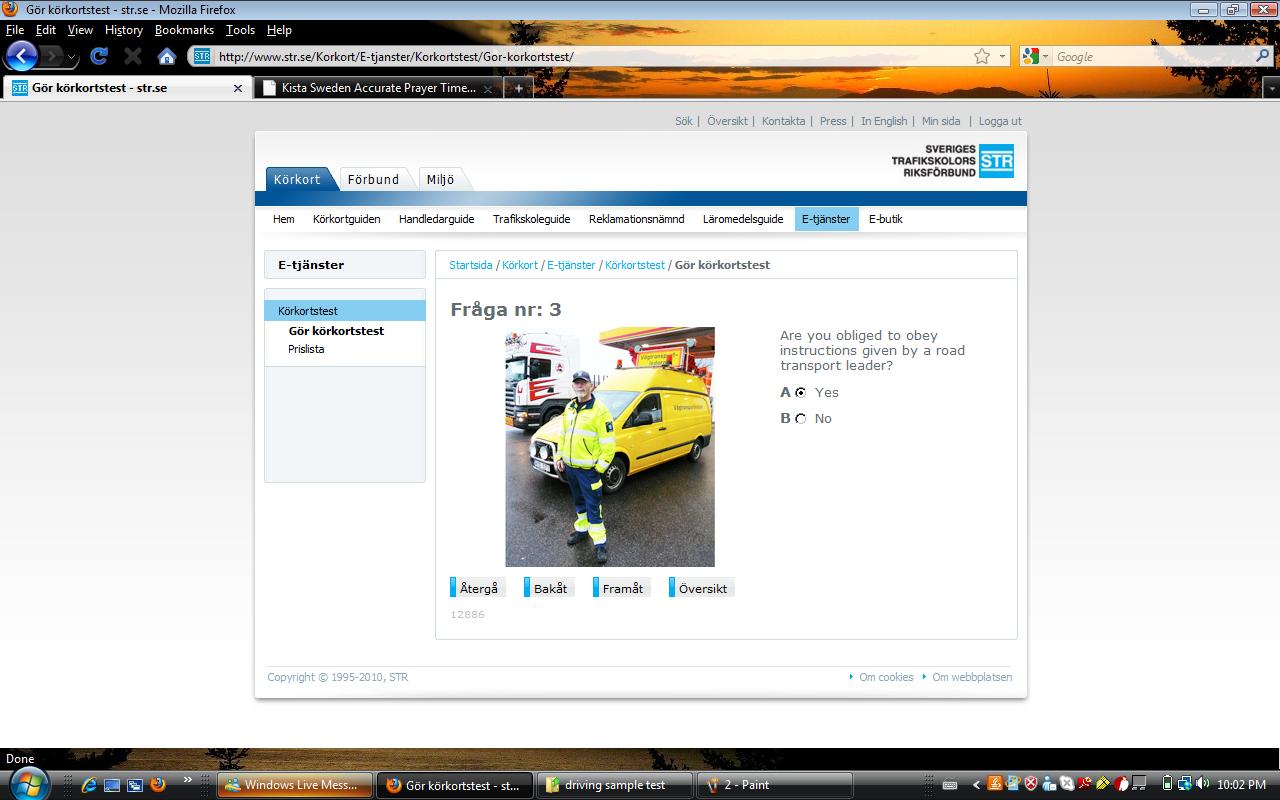 Gör körkortstest - str.se - Mozilla Firefox
File Edit View History Bookmarks Tools Help
STR http://www.str.se/Korkort/E-tjanster/Korkortstest/Gor-korkortstest/ Google
STR Gör körkortstest - str.se Kista Sweden Accurate Prayer Time...
Sök | Översikt | Kontakta | Press | In English | Min sida | Logga ut
SVERIGES
TRAFIKSKOLORS
RIKSFÖRBUND
STR
Körkort Förbund Miljö
Hem Körkortguiden Handledarguide Trafikskoleguide Reklamationsnämnd Läromedelsguide E-tjänster E-butik
E-tjänster
Startsida / Körkort / E-tjänster / Körkortstest / Gör körkortstest
Körkortstest
Gör körkortstest
Prislista
Fråga nr: 3
Vägtransport-
ledare
Are you obliged to obey
instructions given by a road
transport leader?
A Yes
B No
Återgå Bakåt Framåt Översikt
12886
Copyright © 1995-2010, STR
Om cookies Om webbplatsen
Done
Windows Live Mess... Gör körkortstest - st... driving sample test 2 - Paint 10:02 PM